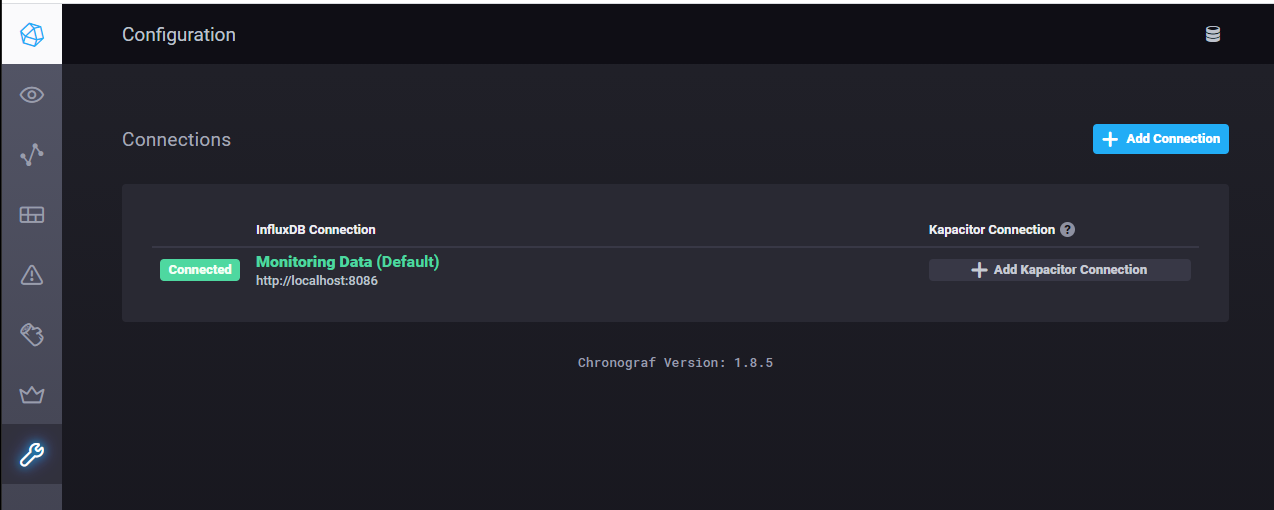 Configuration
Connections
Add Connection
InfluxDB Connection
Kapacitor Connection ?
Connected
Monitoring Data (Default)
http://localhost:8086
Add Kapacitor Connection
Chronograf Version: 1.8.5